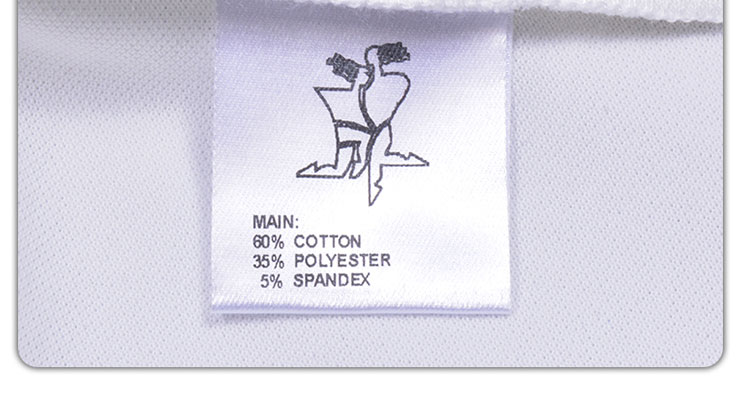 MAIN:
60% COTTON
35% POLYESTER
5% SPANDEX